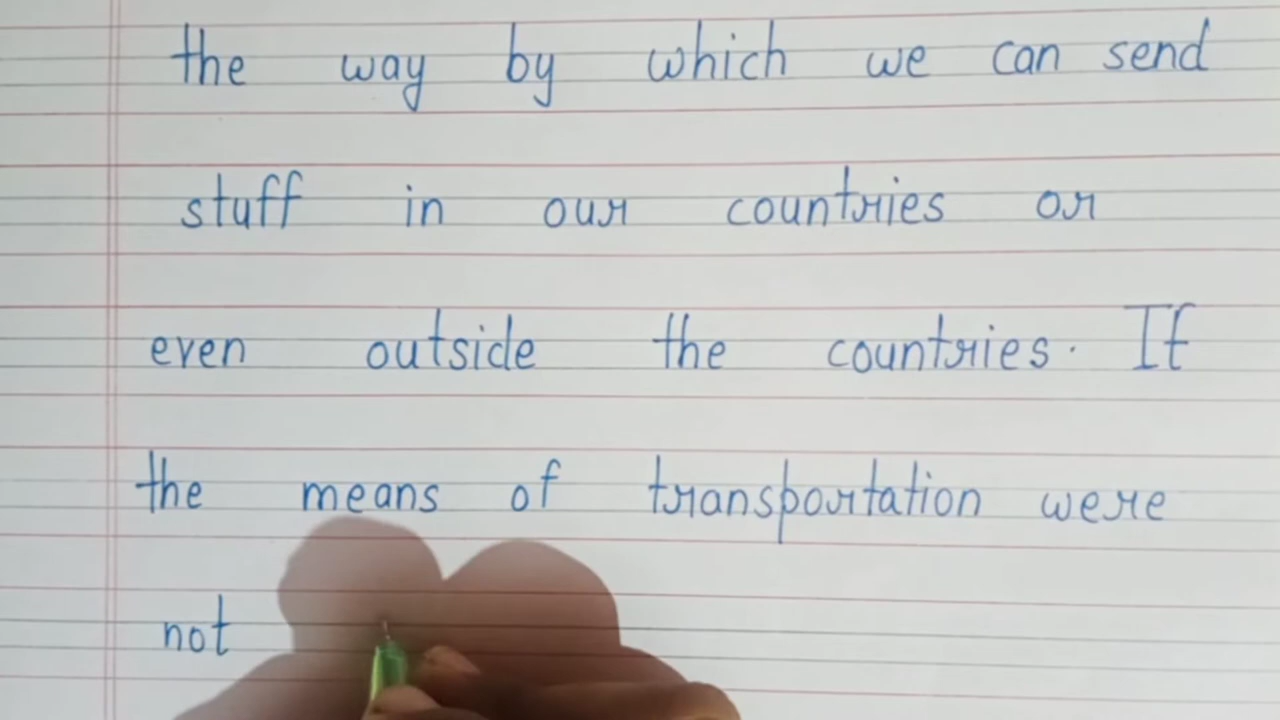 the way by which we can send
stuff in our countries or
even outside the countries. If
the means of transportation were
not